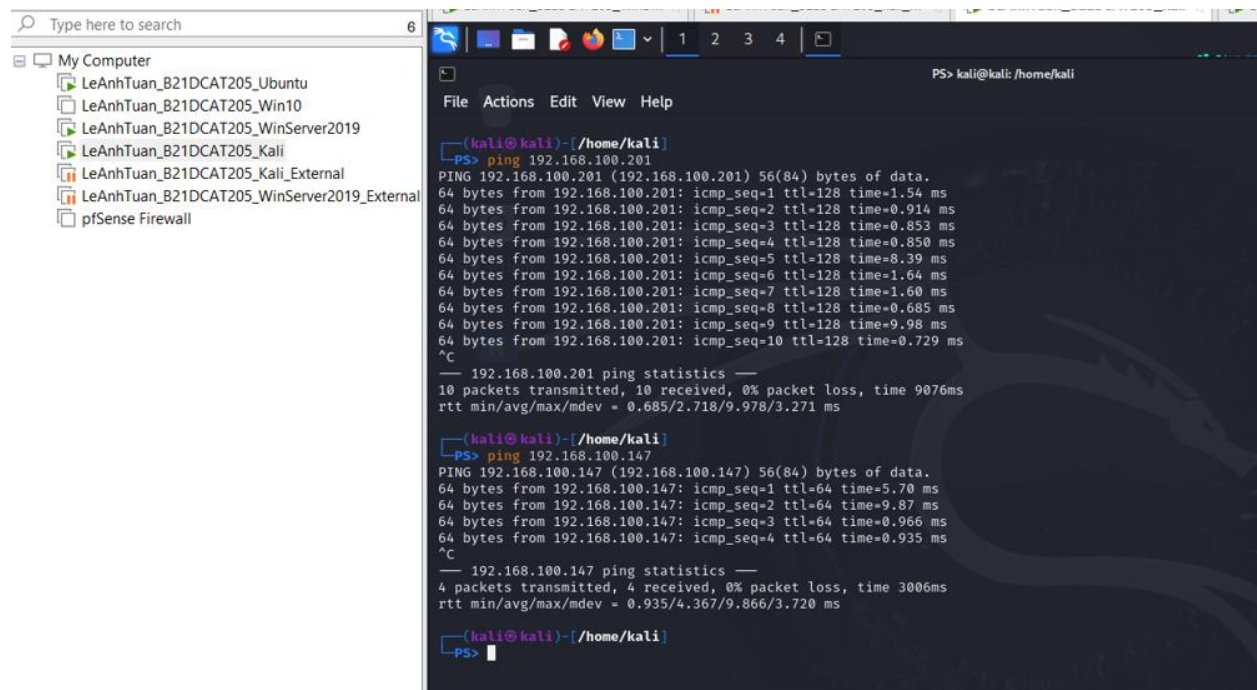 Type here to search 6
My Computer
LeAnhTuan_B21DCAT205_Ubuntu
LeAnhTuan_B21DCAT205_Win10
LeAnhTuan_B21DCAT205_WinServer2019
LeAnhTuan_B21DCAT205_Kali
LeAnhTuan_B21DCAT205_Kali_External
LeAnhTuan_B21DCAT205_WinServer2019_External
pfSense Firewall
1 2 3 4
PS> kali@kali: /home/kali
File Actions Edit View Help
(kali㉿kali)-[/home/kali]
PS> ping 192.168.100.201
PING 192.168.100.201 (192.168.100.201) 56(84) bytes of data.
64 bytes from 192.168.100.201: icmp_seq=1 ttl=128 time=1.54 ms
64 bytes from 192.168.100.201: icmp_seq=2 ttl=128 time=0.914 ms
64 bytes from 192.168.100.201: icmp_seq=3 ttl=128 time=0.853 ms
64 bytes from 192.168.100.201: icmp_seq=4 ttl=128 time=0.850 ms
64 bytes from 192.168.100.201: icmp_seq=5 ttl=128 time=8.39 ms
64 bytes from 192.168.100.201: icmp_seq=6 ttl=128 time=1.64 ms
64 bytes from 192.168.100.201: icmp_seq=7 ttl=128 time=1.60 ms
64 bytes from 192.168.100.201: icmp_seq=8 ttl=128 time=0.685 ms
64 bytes from 192.168.100.201: icmp_seq=9 ttl=128 time=9.98 ms
64 bytes from 192.168.100.201: icmp_seq=10 ttl=128 time=0.729 ms
^C
— 192.168.100.201 ping statistics —
10 packets transmitted, 10 received, 0% packet loss, time 9076ms
rtt min/avg/max/mdev = 0.685/2.718/9.978/3.271 ms
(kali㉿kali)-[/home/kali]
PS> ping 192.168.100.147
PING 192.168.100.147 (192.168.100.147) 56(84) bytes of data.
64 bytes from 192.168.100.147: icmp_seq=1 ttl=64 time=5.70 ms
64 bytes from 192.168.100.147: icmp_seq=2 ttl=64 time=9.87 ms
64 bytes from 192.168.100.147: icmp_seq=3 ttl=64 time=0.966 ms
64 bytes from 192.168.100.147: icmp_seq=4 ttl=64 time=0.935 ms
^C
— 192.168.100.147 ping statistics —
4 packets transmitted, 4 received, 0% packet loss, time 3006ms
rtt min/avg/max/mdev = 0.935/4.367/9.866/3.720 ms
(kali㉿kali)-[/home/kali]
PS>